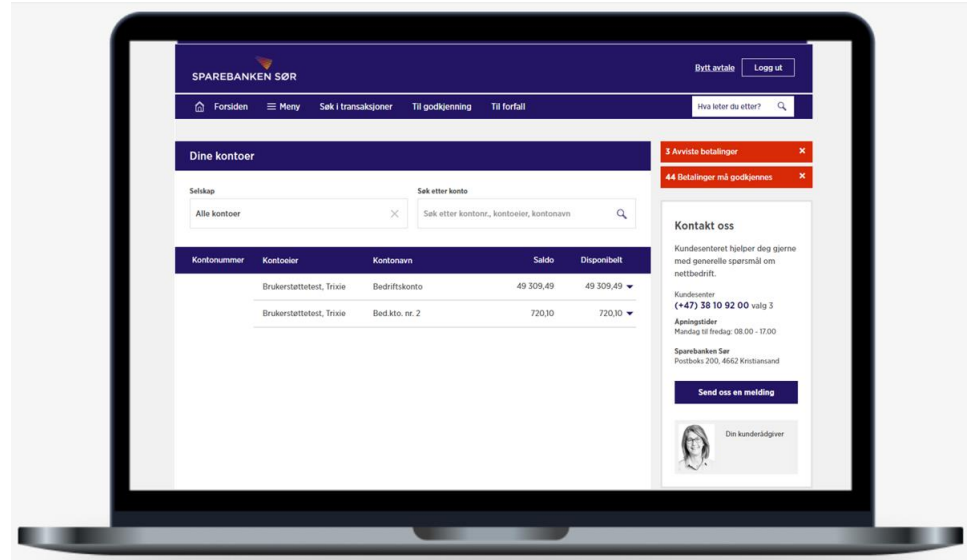 SPAREBANKEN SØR
Bytt avtale
Logg ut
Forsiden
Meny
Søk i transaksjoner
Til godkjenning
Til forfall
Hva leter du etter?
Dine kontoer
Selskap
Søk etter konto
Alle kontoer
Søk etter kontonr., kontoeier, kontonavn
Kontonummer Kontoeier Kontonavn Saldo Disponibelt
Brukerstøttetest, Trixie Bedriftskonto 49 309,49 49 309,49
Brukerstøttetest, Trixie Bed.kto. nr. 2 720,10 720,10
3 Avviste betalinger
44 Betalinger må godkjennes
Kontakt oss
Kundesenteret hjelper deg gjerne
med generelle spørsmål om
nettbedrift.
Kundesenter
(+47) 38 10 92 00 valg 3
Åpningstider
Mandag til fredag: 08.00 - 17.00
Sparebanken Sør
Postboks 200, 4662 Kristiansand
Send oss en melding
Din kunderådgiver